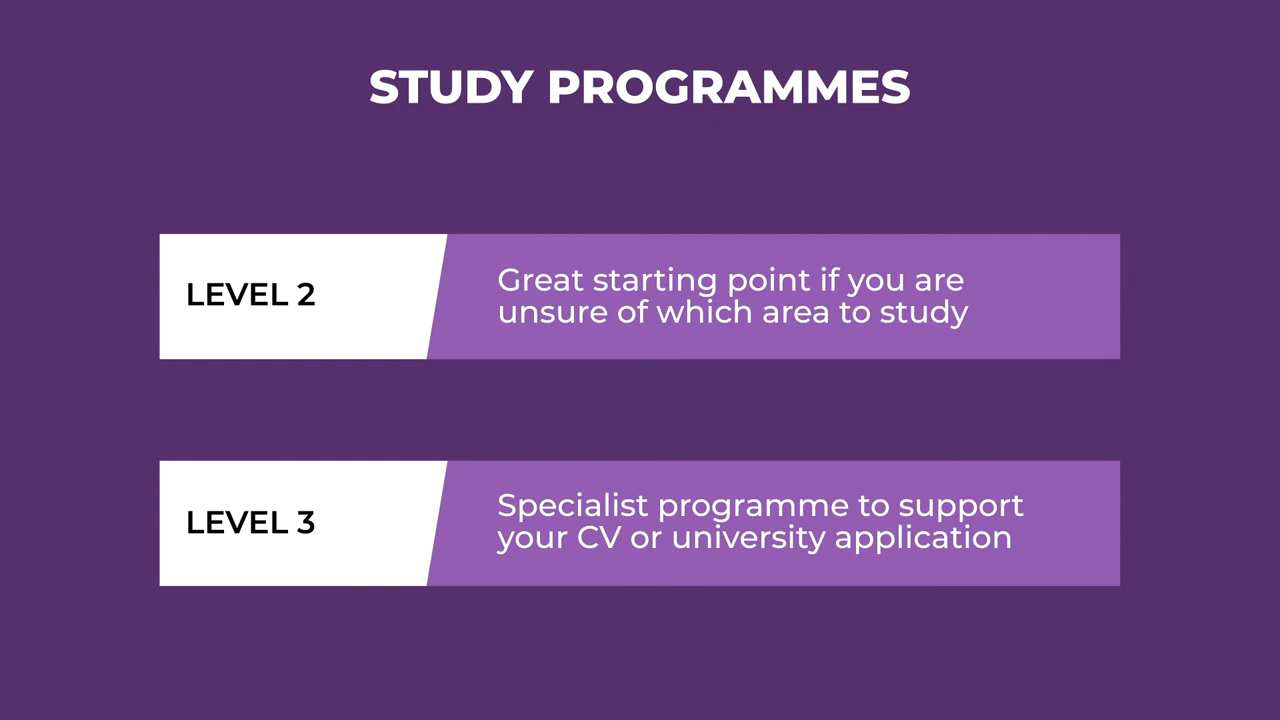 STUDY PROGRAMMES
LEVEL 2
Great starting point if you are
unsure of which area to study
LEVEL 3
Specialist programme to support
your CV or university application